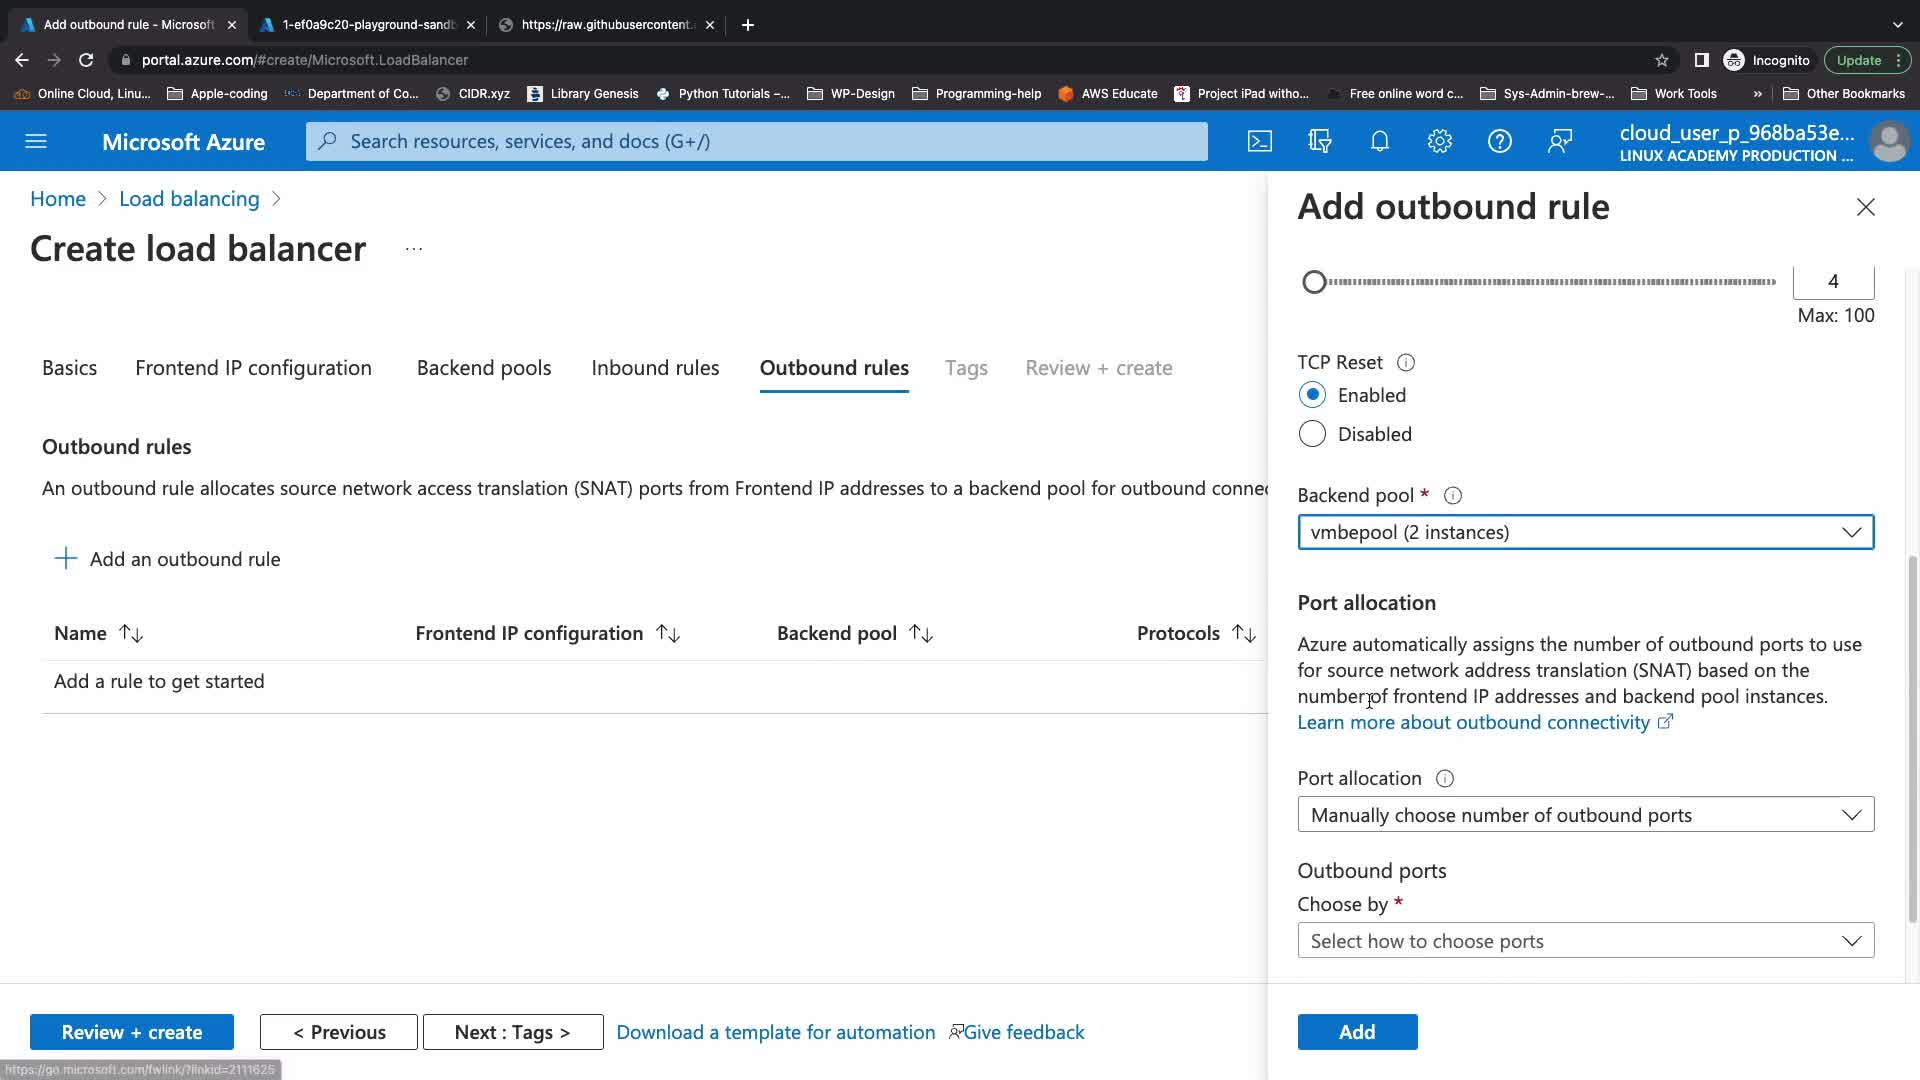 Add outbound rule - Microsoft
1-ef0a9c20-playground-sandb
https://raw.githubusercontent.
portal.azure.com/#create/Microsoft.LoadBalancer
Incognito
Update
Online Cloud, Linu...
Apple-coding
Department of Co...
CIDR.xyz
Library Genesis
Python Tutorials –...
WP-Design
Programming-help
AWS Educate
Project iPad witho...
Free online word c...
Sys-Admin-brew-...
Work Tools
»
Other Bookmarks
Microsoft Azure
Search resources, services, and docs (G+/)
cloud_user_p_968ba53e...
LINUX ACADEMY PRODUCTION ...
Home > Load balancing >
Create load balancer ...
Basics
Frontend IP configuration
Backend pools
Inbound rules
Outbound rules
Tags
Review + create
Outbound rules
An outbound rule allocates source network access translation (SNAT) ports from Frontend IP addresses to a backend pool for outbound connec
Add an outbound rule
Name
Frontend IP configuration
Backend pool
Protocols
Add a rule to get started
Review + create
< Previous
Next : Tags >
Download a template for automation
Give feedback
https://go.microsoft.com/fwlink/?linkid=2111625
Add outbound rule
4
Max: 100
TCP Reset
Enabled
Disabled
Backend pool *
vmbepool (2 instances)
Port allocation
Azure automatically assigns the number of outbound ports to use
for source network address translation (SNAT) based on the
number of frontend IP addresses and backend pool instances.
Learn more about outbound connectivity
Port allocation
Manually choose number of outbound ports
Outbound ports
Choose by *
Select how to choose ports
Add